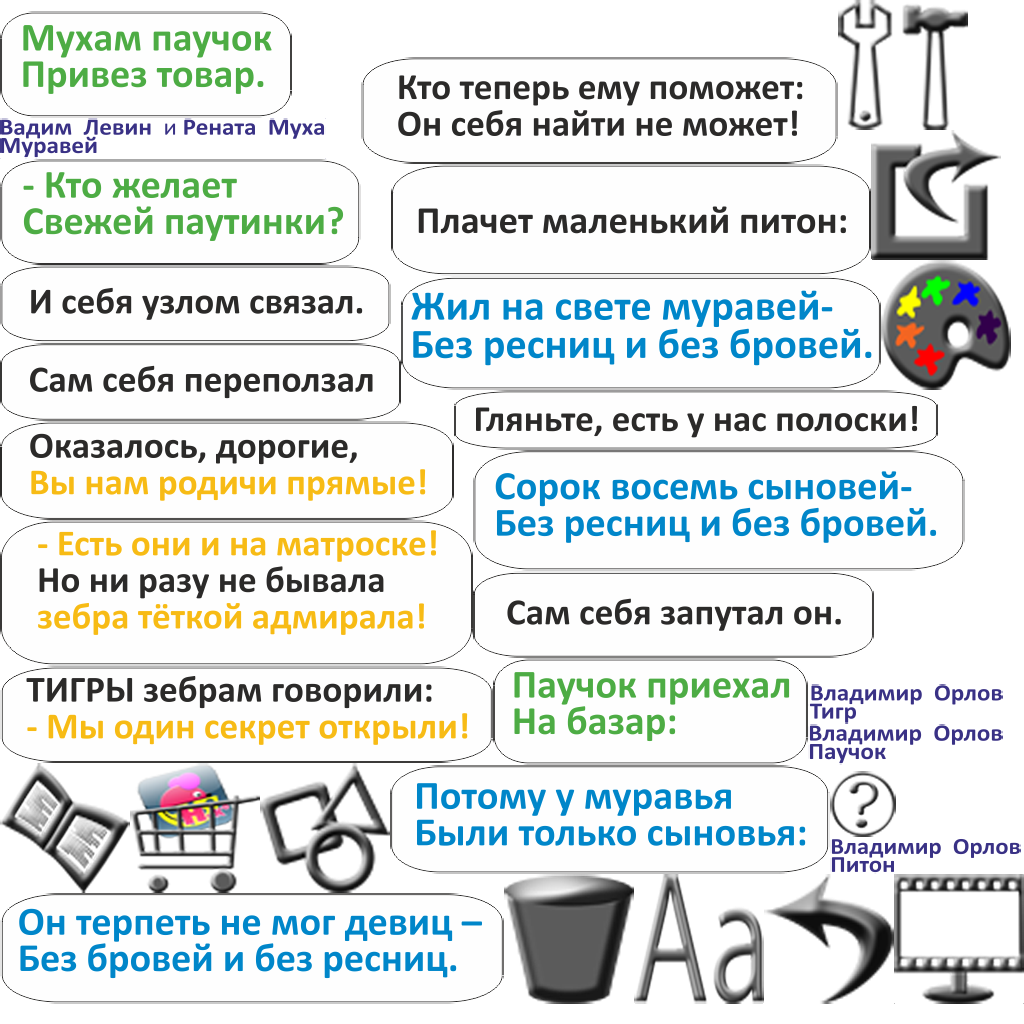 Мухам паучок
Привез товар.
Вадим Левин и Рената Муха
Муравей
- Кто желает
Свежей паутинки?
И себя узлом связал.
Сам себя переползал
Оказалось, дорогие,
Вы нам родичи прямые!
- Есть они и на матроске!
Но ни разу не бывала
зебра тёткой адмирала!
ТИГРЫ зебрам говорили:
- Мы один секрет открыли!
Кто теперь ему поможет:
Он себя найти не может!
Плачет маленький питон:
Жил на свете муравей-
Без ресниц и без бровей.
Гляньте, есть у нас полоски!
Сорок восемь сыновей-
Без ресниц и без бровей.
Сам себя запутал он.
Паучок приехал
На базар:
Владимир Орлов
Тигр
Владимир Орлов
Паучок
Потому у муравья
Были только сыновья:
?
Владимир Орлов
Питон
Он терпеть не мог девиц –
Без бровей и без ресниц.
Aa